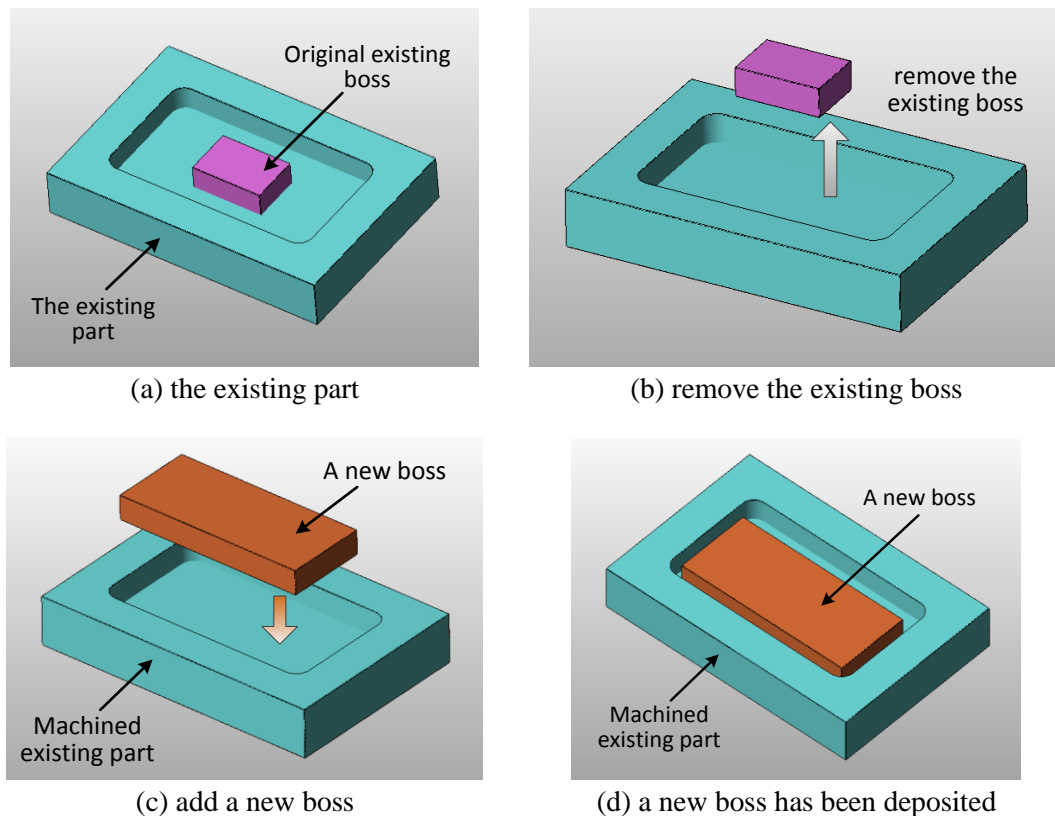 Original existing
boss
The existing
part
(a) the existing part
remove the
existing boss
(b) remove the existing boss
A new boss
Machined
existing part
(c) add a new boss
A new boss
Machined
existing part
(d) a new boss has been deposited